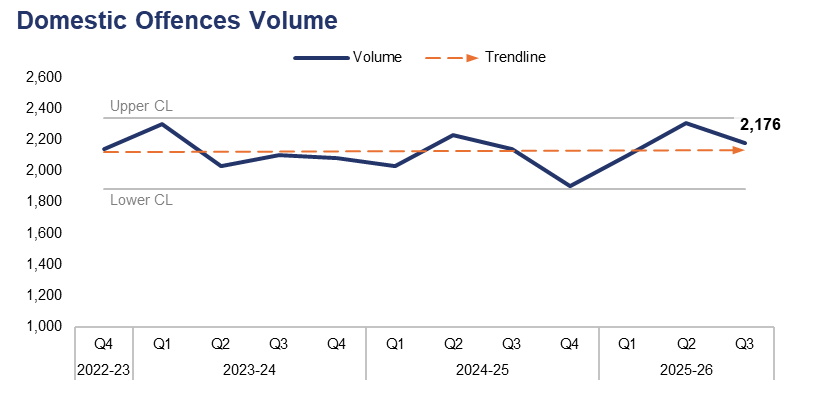 Domestic Offences Volume
Volume Trendline
2,600
2,400
Upper CL
2,176
2,200
2,000
1,800
Lower CL
1,600
1,400
1,200
1,000
Q4 Q1 Q2 Q3 Q4 Q1 Q2 Q3 Q4 Q1 Q2 Q3
2022-23 2023-24 2024-25 2025-26